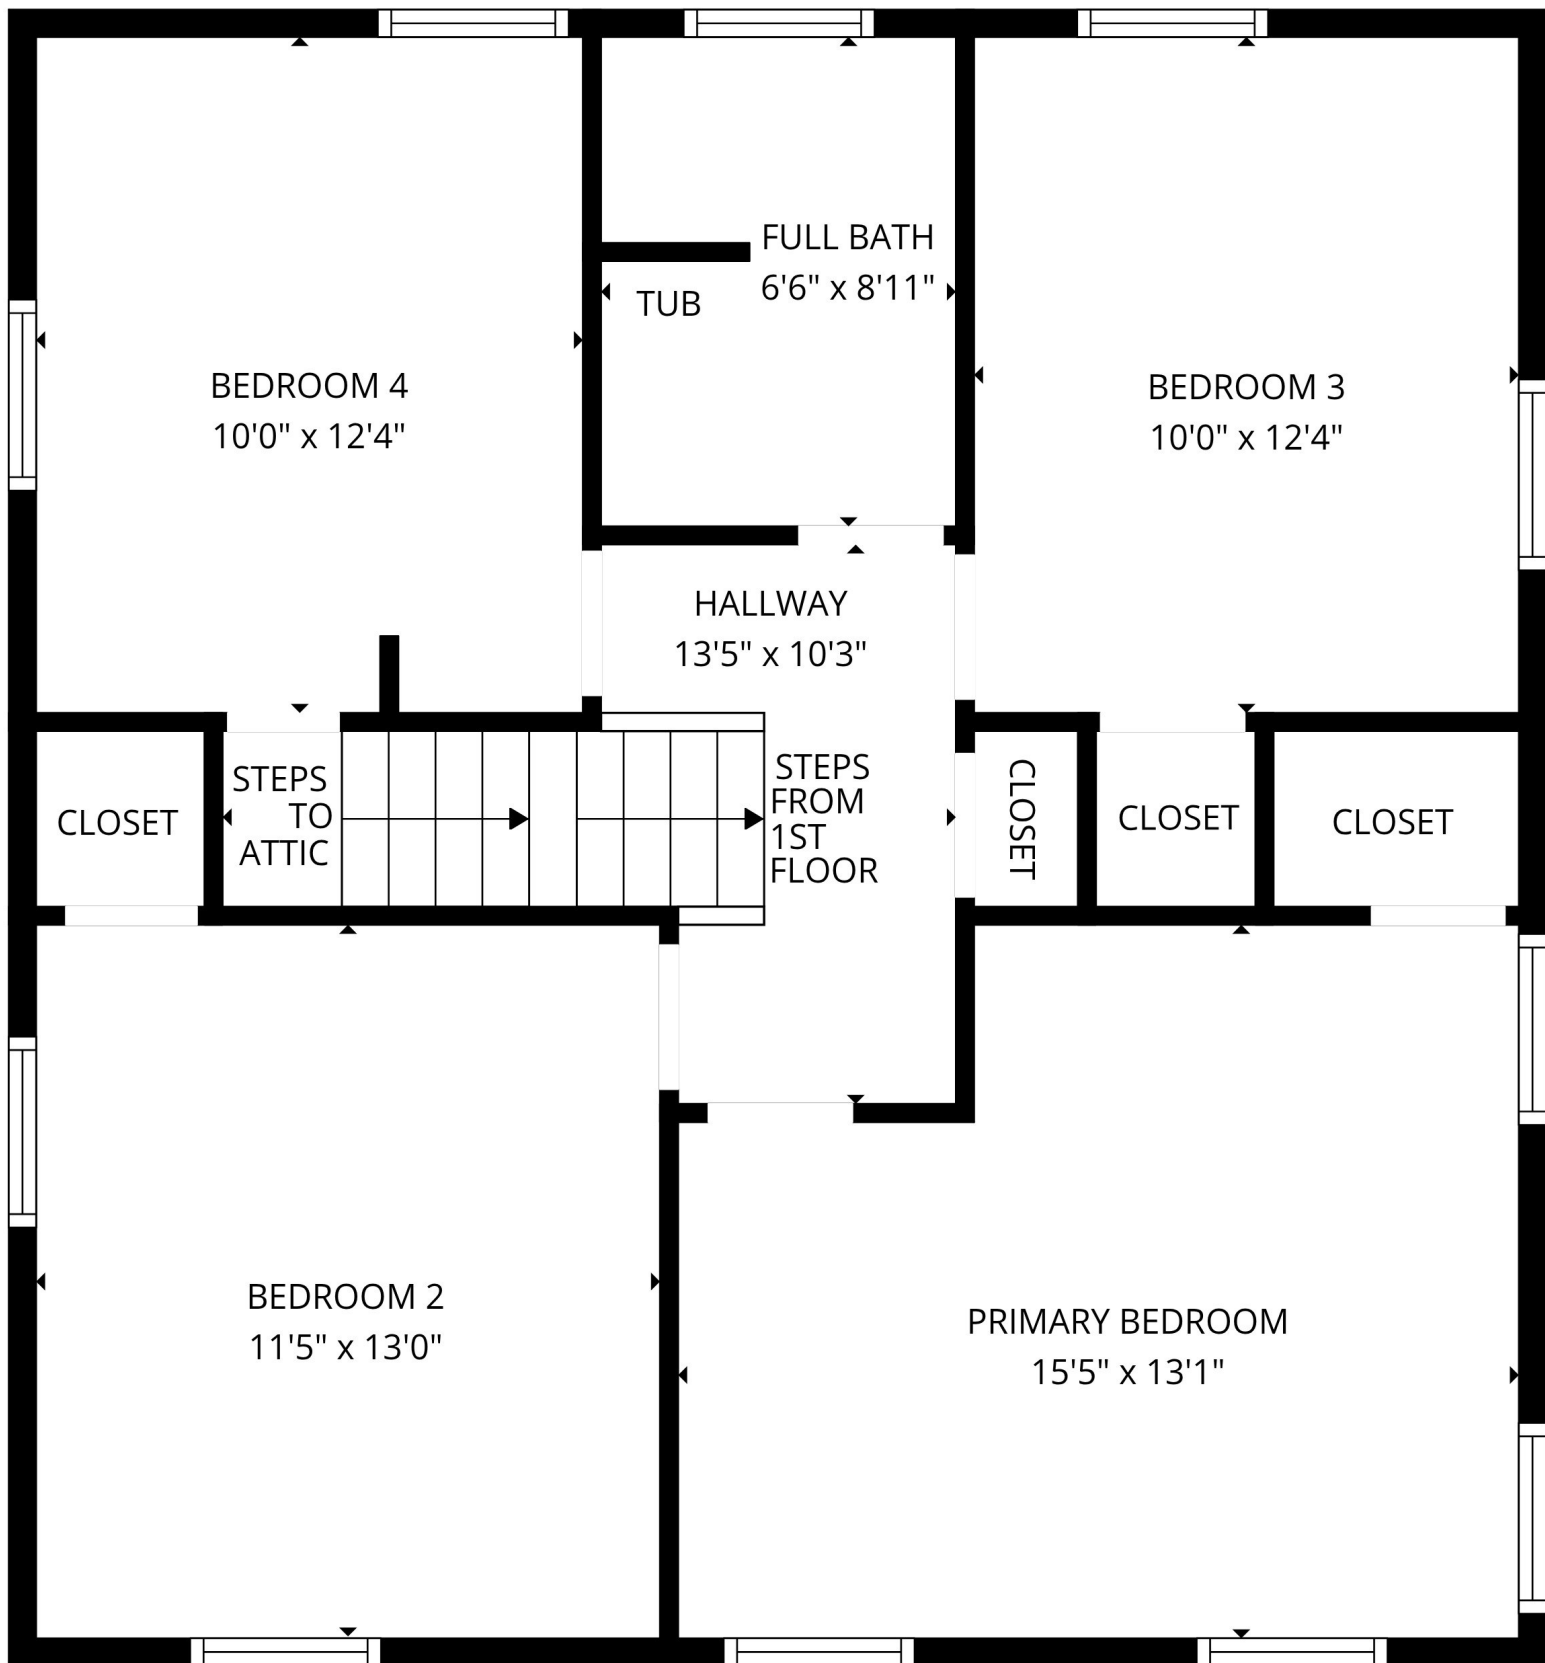 FULL BATH
6'6" x 8'11"
TUB
BEDROOM 4
10'0" x 12'4"
BEDROOM 3
10'0" x 12'4"
HALLWAY
13'5" x 10'3"
CLOSET
STEPS
TO
ATTIC
STEPS
FROM
1ST
FLOOR
CLOSET
CLOSET
CLOSET
BEDROOM 2
11'5" x 13'0"
PRIMARY BEDROOM
15'5" x 13'1"